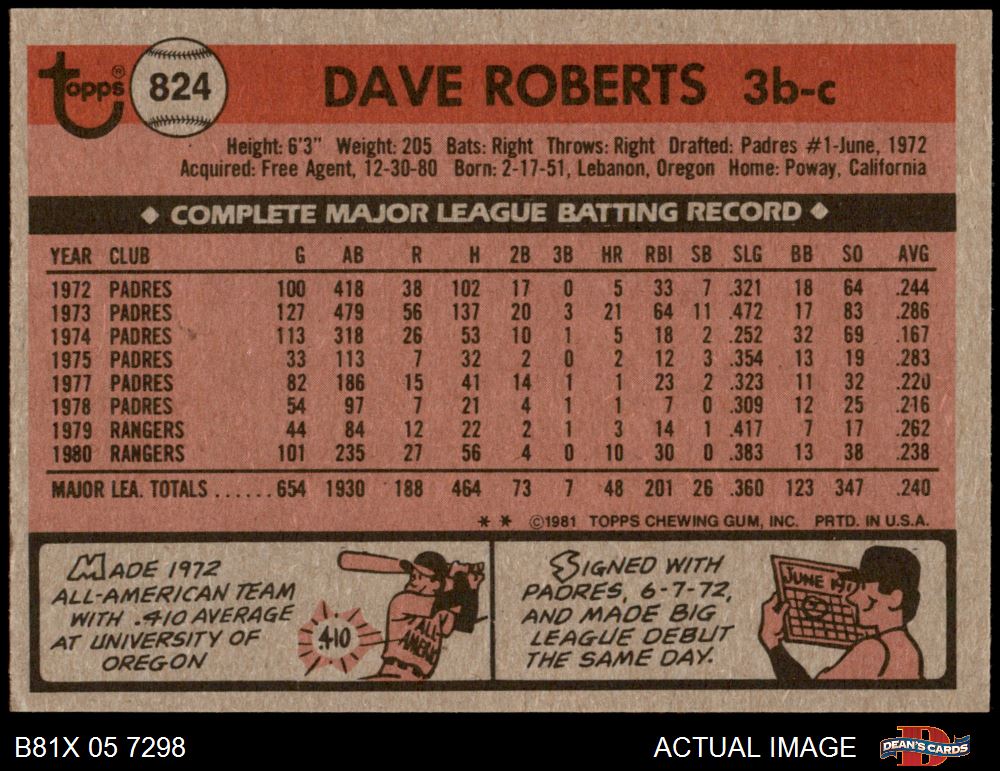 Topps® 824 DAVE ROBERTS 3b-c
Height: 6'3" Weight: 205 Bats: Right Throws: Right Drafted: Padres #1-June, 1972
Acquired: Free Agent, 12-30-80 Born: 2-17-51, Lebanon, Oregon Home: Poway, California
◆ COMPLETE MAJOR LEAGUE BATTING RECORD ◆
YEAR CLUB G AB R H 2B 3B HR RBI SB SLG BB SO AVG
1972 PADRES 100 418 38 102 17 0 5 33 7 .321 18 64 .244
1973 PADRES 127 479 56 137 20 3 21 64 11 .472 17 83 .286
1974 PADRES 113 318 26 53 10 1 5 18 2 .252 32 69 .167
1975 PADRES 33 113 7 32 2 0 2 12 3 .354 13 19 .283
1977 PADRES 82 186 15 41 14 1 1 23 2 .323 11 32 .220
1978 PADRES 54 97 7 21 4 1 1 7 0 .309 12 25 .216
1979 RANGERS 44 84 12 22 2 1 3 14 1 .417 7 17 .262
1980 RANGERS 101 235 27 56 4 0 10 30 0 .383 13 38 .238
MAJOR LEA. TOTALS ...... 654 1930 188 464 73 7 48 201 26 .360 123 347 .240
* * ©1981 TOPPS CHEWING GUM, INC. PRTD. IN U.S.A.
MADE 1972
ALL-AMERICAN TEAM
WITH .410 AVERAGE
AT UNIVERSITY OF
OREGON
.410
ALL-
AMERICAN
SIGNED WITH
PADRES, 6-7-72,
AND MADE BIG
LEAGUE DEBUT
THE SAME DAY.
JUNE
B81X 05 7298 ACTUAL IMAGE DEAN'S CARDS